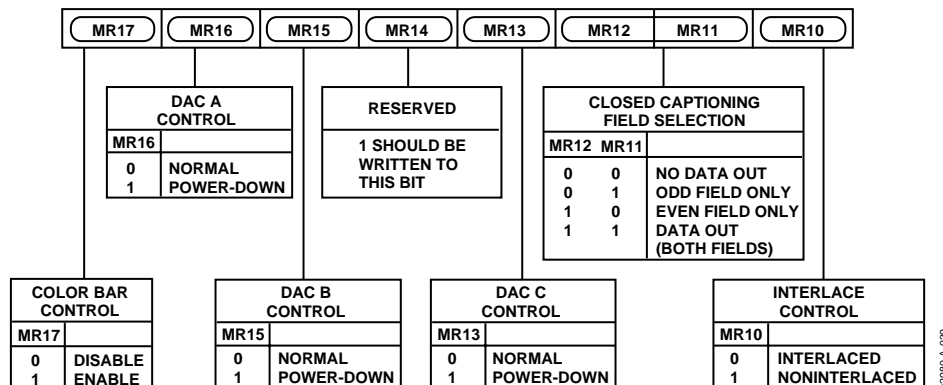 MR17 MR16 MR15 MR14 MR13 MR12 MR11 MR10
DAC A
CONTROL
MR16
0 NORMAL
1 POWER-DOWN
RESERVED
1 SHOULD BE
WRITTEN TO
THIS BIT
CLOSED CAPTIONING
FIELD SELECTION
MR12 MR11
0 0 NO DATA OUT
0 1 ODD FIELD ONLY
1 0 EVEN FIELD ONLY
1 1 DATA OUT
(BOTH FIELDS)
COLOR BAR
CONTROL
MR17
0 DISABLE
1 ENABLE
DAC B
CONTROL
MR15
0 NORMAL
1 POWER-DOWN
DAC C
CONTROL
MR13
0 NORMAL
1 POWER-DOWN
INTERLACE
CONTROL
MR10
0 INTERLACED
1 NONINTERLACED